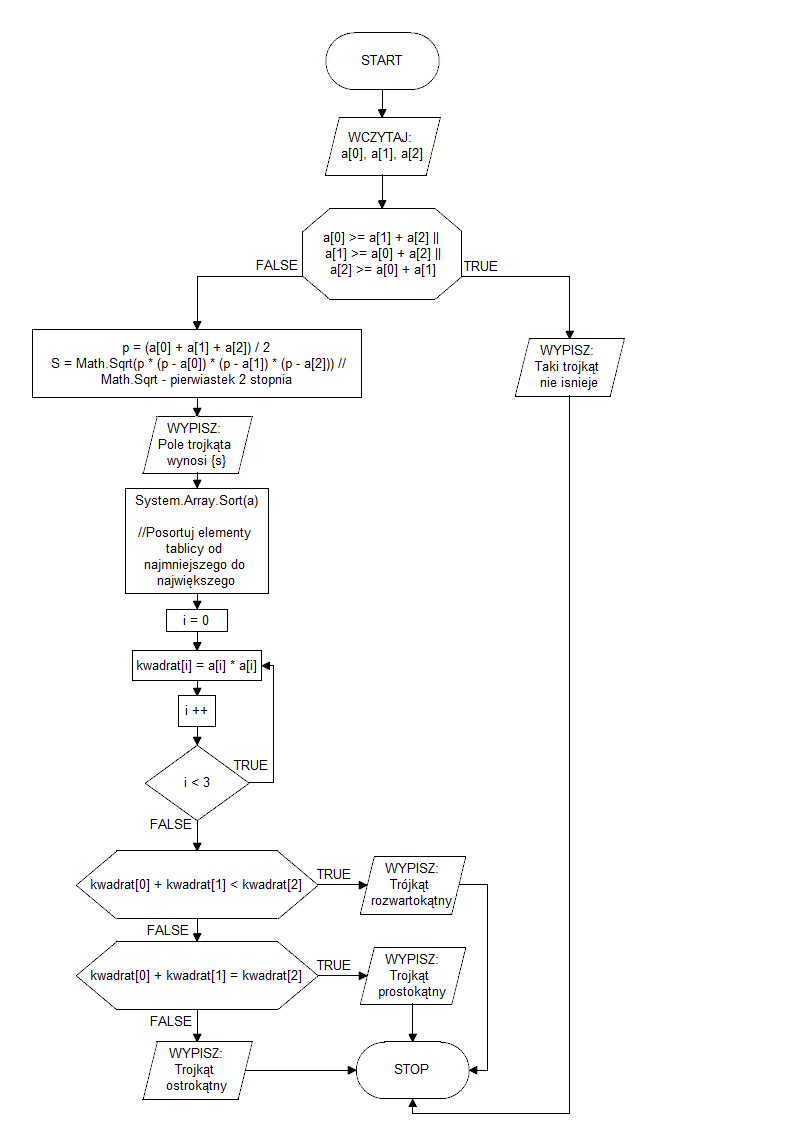 START
WCZYTAJ:
a[0], a[1], a[2]
a[0] >= a[1] + a[2] ||
a[1] >= a[0] + a[2] ||
a[2] >= a[0] + a[1]
FALSE
TRUE
p = (a[0] + a[1] + a[2]) / 2
S = Math.Sqrt(p * (p - a[0]) * (p - a[1]) * (p - a[2])) //
Math.Sqrt - pierwiastek 2 stopnia
WYPISZ:
Taki trojkąt
nie isnieje
WYPISZ:
Pole trojkąta
wynosi {s}
System.Array.Sort(a)
//Posortuj elementy
tablicy od
najmniejszego do
największego
i = 0
kwadrat[i] = a[i] * a[i]
i ++
i < 3
TRUE
FALSE
kwadrat[0] + kwadrat[1] < kwadrat[2]
TRUE
WYPISZ:
Trójkąt
rozwartokątny
FALSE
kwadrat[0] + kwadrat[1] = kwadrat[2]
TRUE
WYPISZ:
Trojkąt
prostokątny
FALSE
WYPISZ:
Trojkąt
ostrokątny
STOP